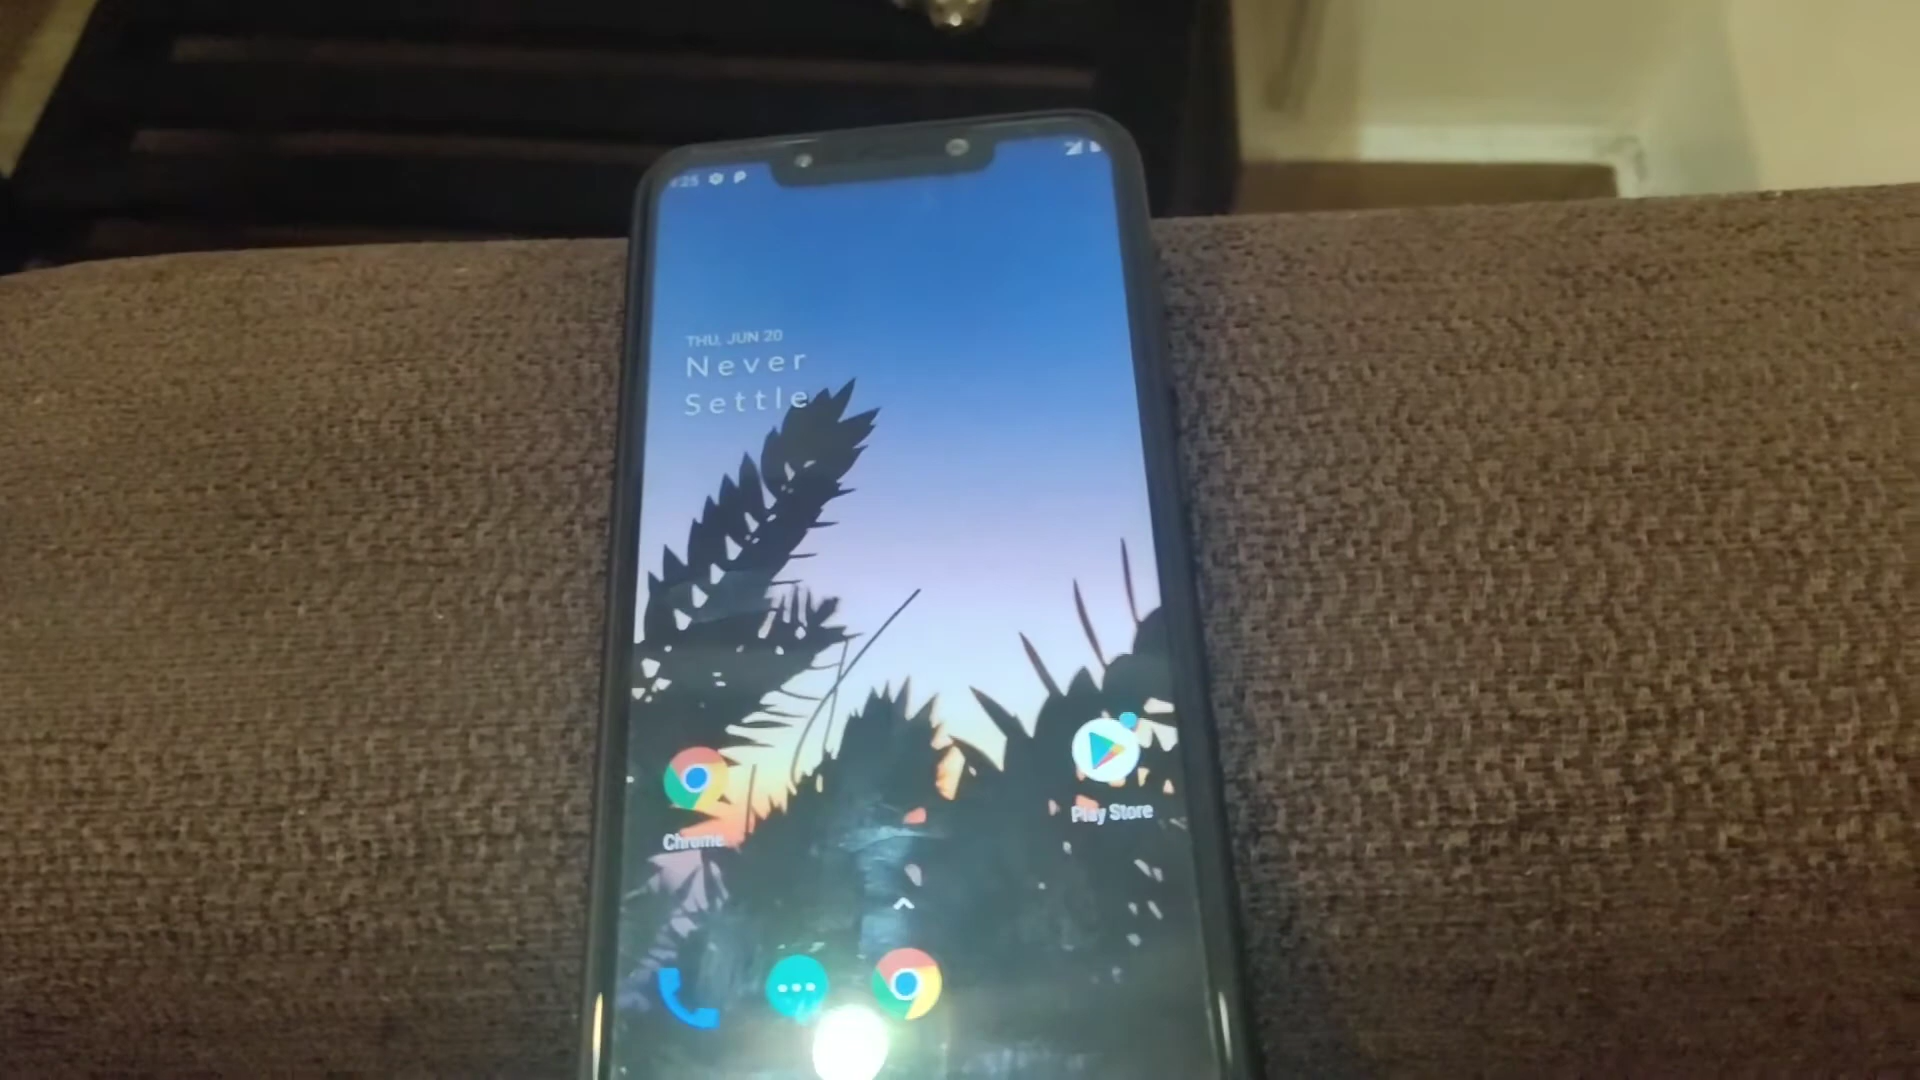 THU, JUN 20
Never
Settle
Play Store
Chrome